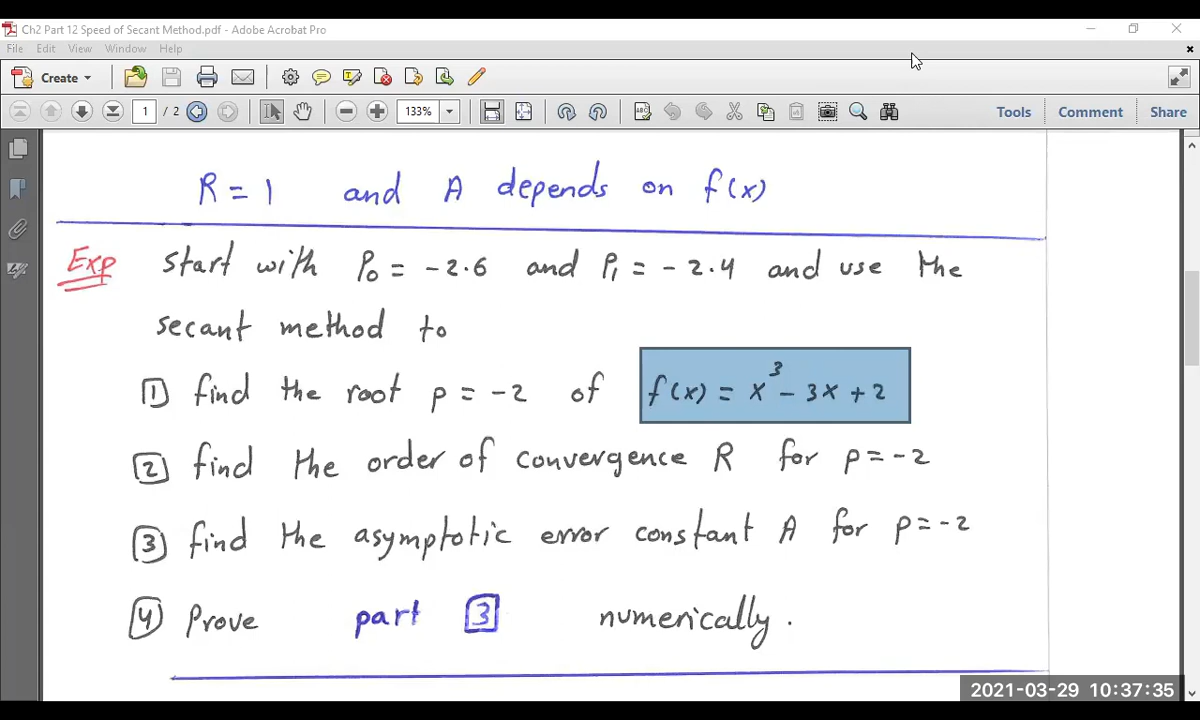 Ch2 Part 12 Speed of Secant Method.pdf - Adobe Acrobat Pro
File Edit View Window Help
Create
1 / 2 133% Tools Comment Share
R = 1 and A depends on f(x)
Exp start with P₀ = -2.6 and P₁ = -2.4 and use the
secant method to
1 find the root p = -2 of f(x) = x³ - 3x + 2
2 find the order of convergence R for p = -2
3 find the asymptotic error constant A for p = -2
4 Prove part 3 numerically.
2021-03-29 10:37:35